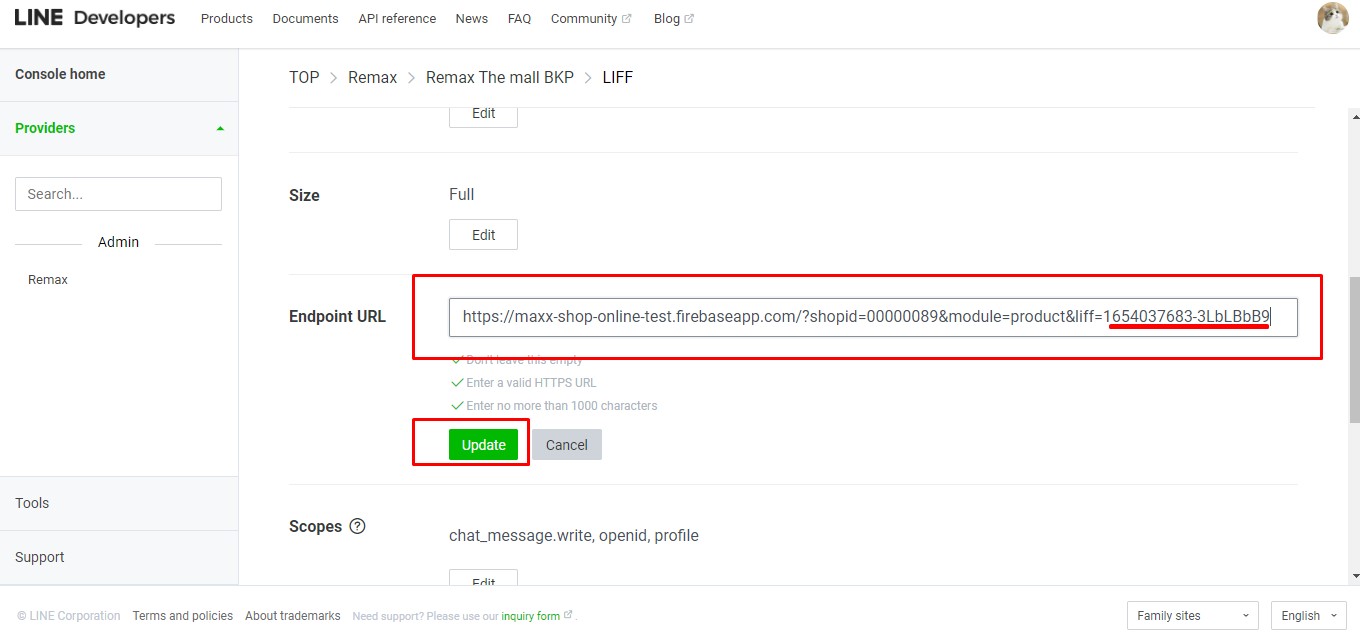 LINE Developers Products Documents API reference News FAQ Community Blog
Console home
TOP > Remax > Remax The mall BKP > LIFF
Edit
Providers
Search...
Size Full
Edit
Admin
Remax
Endpoint URL https://maxx-shop-online-test.firebaseapp.com/?shopid=00000089&module=product&liff=1654037683-3LbLBbB9
Don't leave this empty
Enter a valid HTTPS URL
Enter no more than 1000 characters
Update Cancel
Tools
Scopes ? chat_message.write, openid, profile
Support
Edit
© LINE Corporation Terms and policies About trademarks Need support? Please use our inquiry form . Family sites English